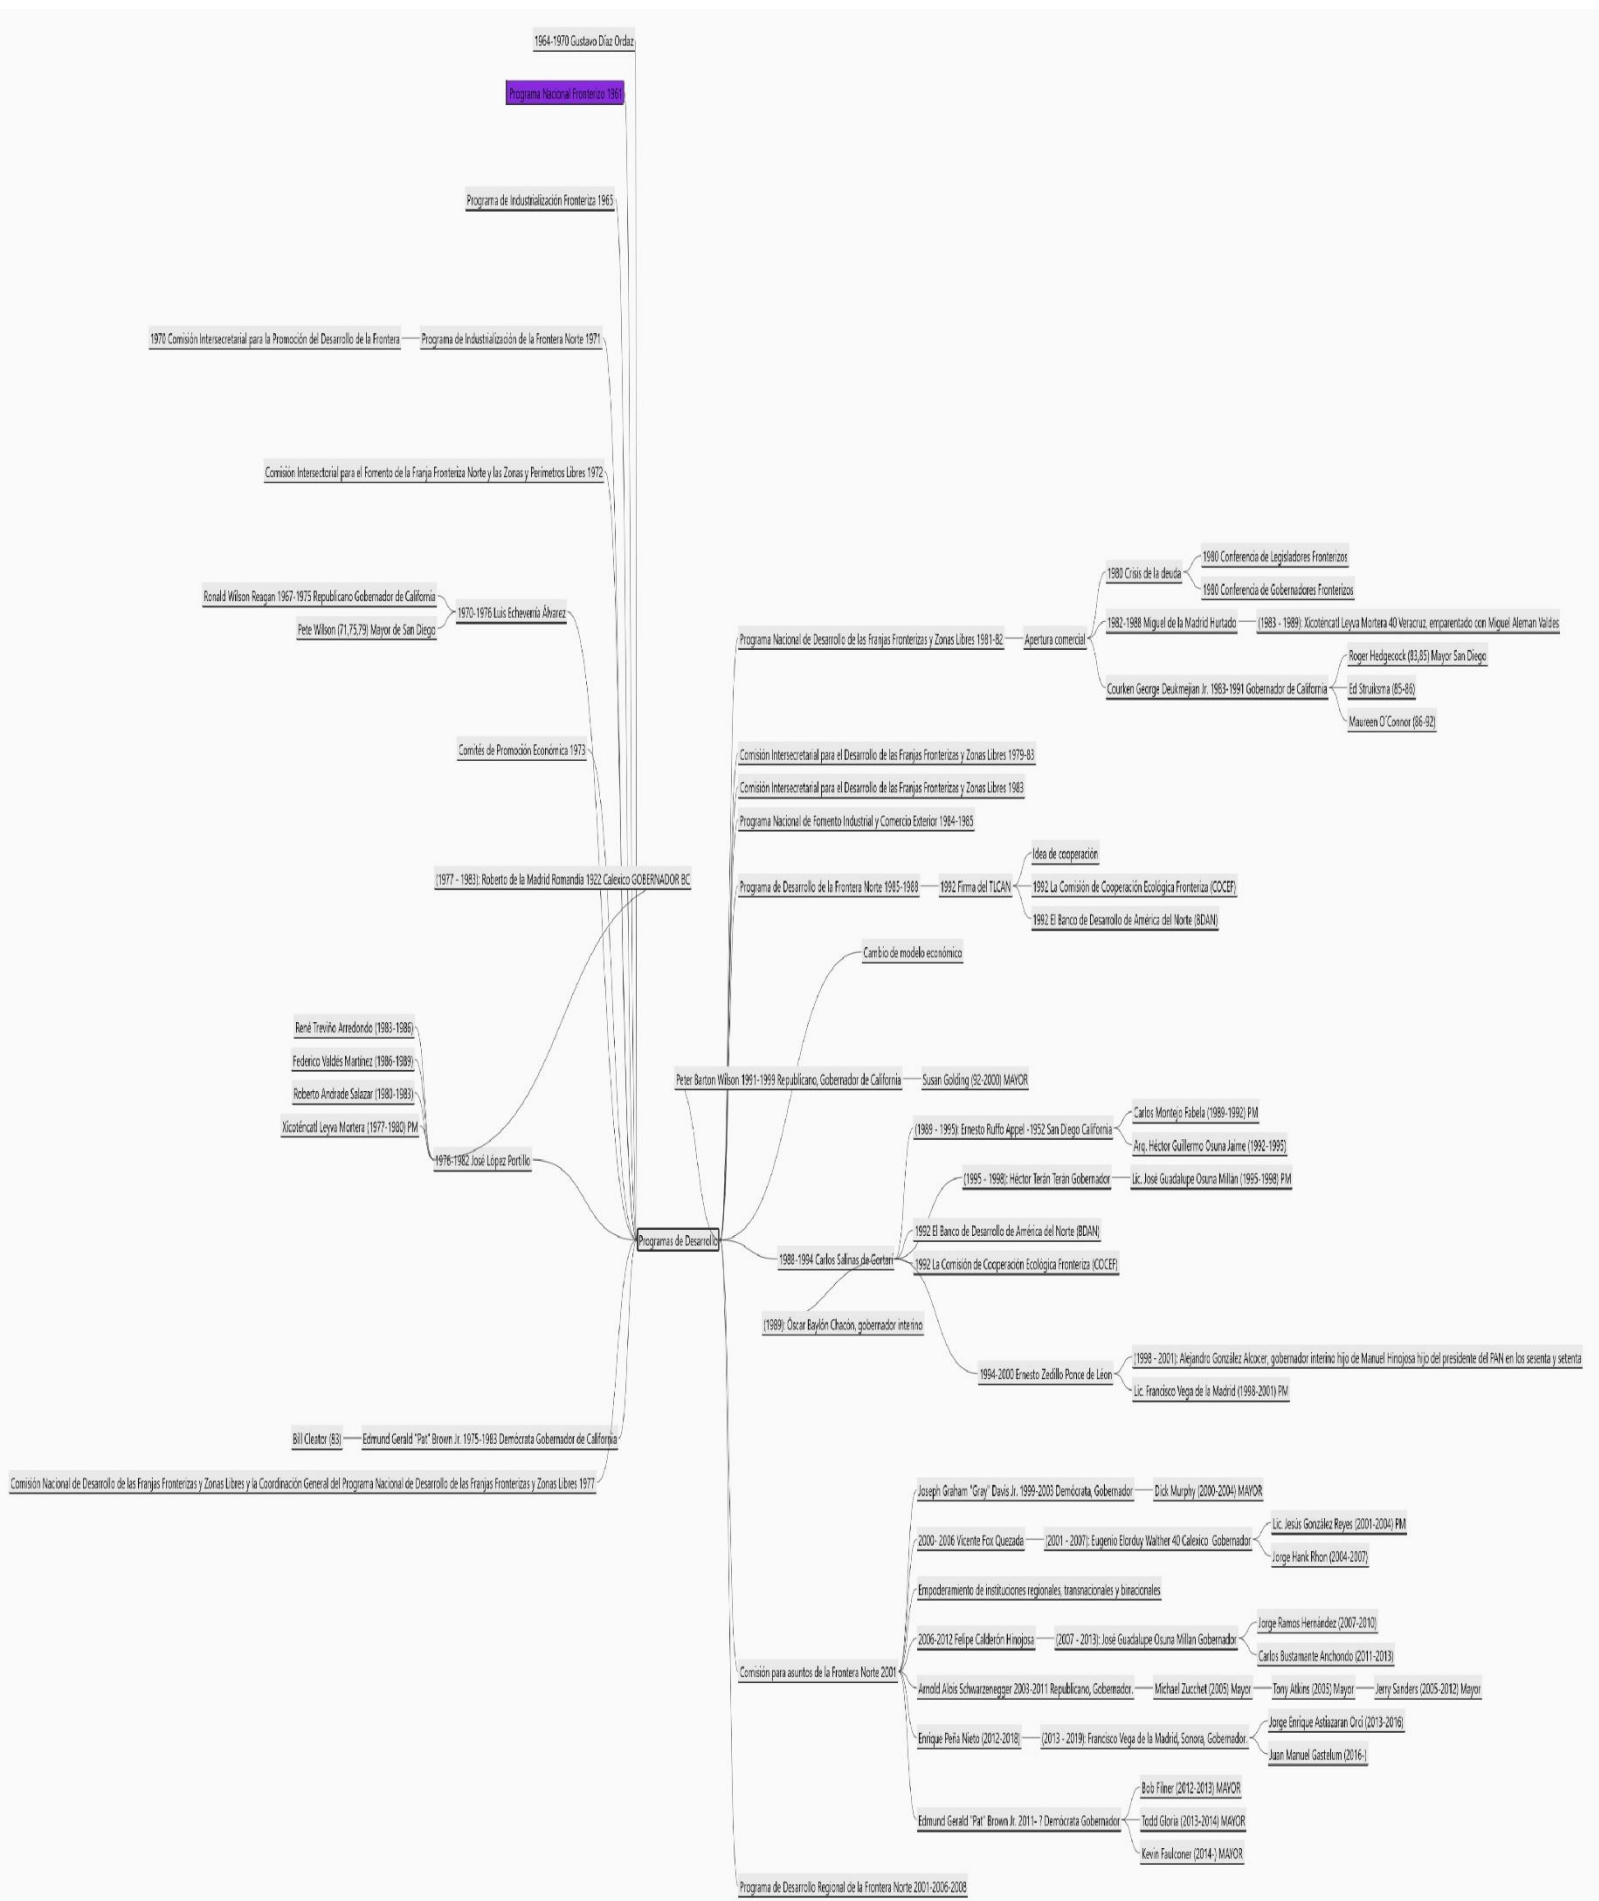 1964-1970 Gustavo Díaz Ordaz
Programa Nacional Fronterizo 1961
Programa de Industrialización Fronteriza 1965
1970 Comisión Intersecretarial para la Promoción del Desarrollo de la Frontera
Programa de Industrialización de la Frontera Norte 1971
Comisión Intersectorial para el Fomento de la Franja Fronteriza Norte y las Zonas y Perímetros Libres 1972
Ronald Wilson Reagan 1967-1975 Republicano Gobernador de California
Pete Wilson (71,75,79) Mayor de San Diego
1970-1976 Luis Echeverría Álvarez
Comités de Promoción Económica 1973
(1977 - 1983): Roberto de la Madrid Romandía 1922 Calexico GOBERNADOR BC
René Treviño Arredondo (1983-1986)
Federico Valdés Martínez (1986-1989)
Roberto Andrade Salazar (1980-1983)
Xicoténcatl Leyva Mortera (1977-1980) PM
1976-1982 José López Portillo
Programas de Desarrollo
Bill Cleator (83)
Edmund Gerald "Pat" Brown Jr. 1975-1983 Demócrata Gobernador de California
Comisión Nacional de Desarrollo de las Franjas Fronterizas y Zonas Libres y la Coordinación General del Programa Nacional de Desarrollo de las Franjas Fronterizas y Zonas Libres 1977
Programa Nacional de Desarrollo de las Franjas Fronterizas y Zonas Libres 1981-82
Apertura comercial
1980 Crisis de la deuda
1980 Conferencia de Legisladores Fronterizos
1980 Conferencia de Gobernadores Fronterizos
1982-1988 Miguel de la Madrid Hurtado
(1983 - 1989): Xicoténcatl Leyva Mortera 40 Veracruz, emparentado con Miguel Aleman Valdes
Courken George Deukmejian Jr. 1983-1991 Gobernador de California
Roger Hedgecock (83,85) Mayor San Diego
Ed Struiksma (85-86)
Maureen O´Connor (86-92)
Comisión Intersecretarial para el Desarrollo de las Franjas Fronterizas y Zonas Libres 1979-83
Comisión Intersecretarial para el Desarrollo de las Franjas Fronterizas y Zonas Libres 1983
Programa Nacional de Fomento Industrial y Comercio Exterior 1984-1985
Programa de Desarrollo de la Frontera Norte 1985-1988
1992 Firma del TLCAN
Idea de cooperación
1992 La Comisión de Cooperación Ecológica Fronteriza (COCEF)
1992 El Banco de Desarrollo de América del Norte (BDAN)
Cambio de modelo económico
Peter Barton Wilson 1991-1999 Republicano, Gobernador de California
Susan Golding (92-2000) MAYOR
1988-1994 Carlos Salinas de Gortari
(1989 - 1995): Ernesto Ruffo Appel -1952 San Diego California
Carlos Montejo Fabela (1989-1992) PM
Arq. Héctor Guillermo Osuna Jaime (1992-1995)
(1995 - 1998): Héctor Terán Terán Gobernador
Lic. José Guadalupe Osuna Millán (1995-1998) PM
1992 El Banco de Desarrollo de América del Norte (BDAN)
1992 La Comisión de Cooperación Ecológica Fronteriza (COCEF)
(1989): Óscar Baylón Chacón, gobernador interino
1994-2000 Ernesto Zedillo Ponce de Léon
(1998 - 2001): Alejandro González Alcocer, gobernador interino hijo de Manuel Hinojosa hijo del presidente del PAN en los sesenta y setenta
Lic. Francisco Vega de la Madrid (1998-2001) PM
Comisión para asuntos de la Frontera Norte 2001
Joseph Graham "Gray" Davis Jr. 1999-2003 Demócrata, Gobernador
Dick Murphy (2000-2004) MAYOR
2000- 2006 Vicente Fox Quezada
(2001 - 2007): Eugenio Elorduy Walther 40 Calexico Gobernador
Lic. Jesús González Reyes (2001-2004) PM
Jorge Hank Rhon (2004-2007)
Empoderamiento de instituciones regionales, transnacionales y binacionales
2006-2012 Felipe Calderón Hinojosa
(2007 - 2013): José Guadalupe Osuna Millan Gobernador
Jorge Ramos Hernández (2007-2010)
Carlos Bustamante Anchondo (2011-2013)
Arnold Alois Schwarzenegger 2003-2011 Republicano, Gobernador.
Michael Zucchet (2005) Mayor
Tony Atkins (2005) Mayor
Jerry Sanders (2005-2012) Mayor
Enrique Peña Nieto (2012-2018)
(2013 - 2019): Francisco Vega de la Madrid, Sonora, Gobernador.
Jorge Enrique Astiazaran Orci (2013-2016)
Juan Manuel Gastelum (2016-)
Edmund Gerald "Pat" Brown Jr. 2011- ? Demócrata Gobernador
Bob Filner (2012-2013) MAYOR
Todd Gloria (2013-2014) MAYOR
Kevin Faulconer (2014-) MAYOR
Programa de Desarrollo Regional de la Frontera Norte 2001-2006-2008